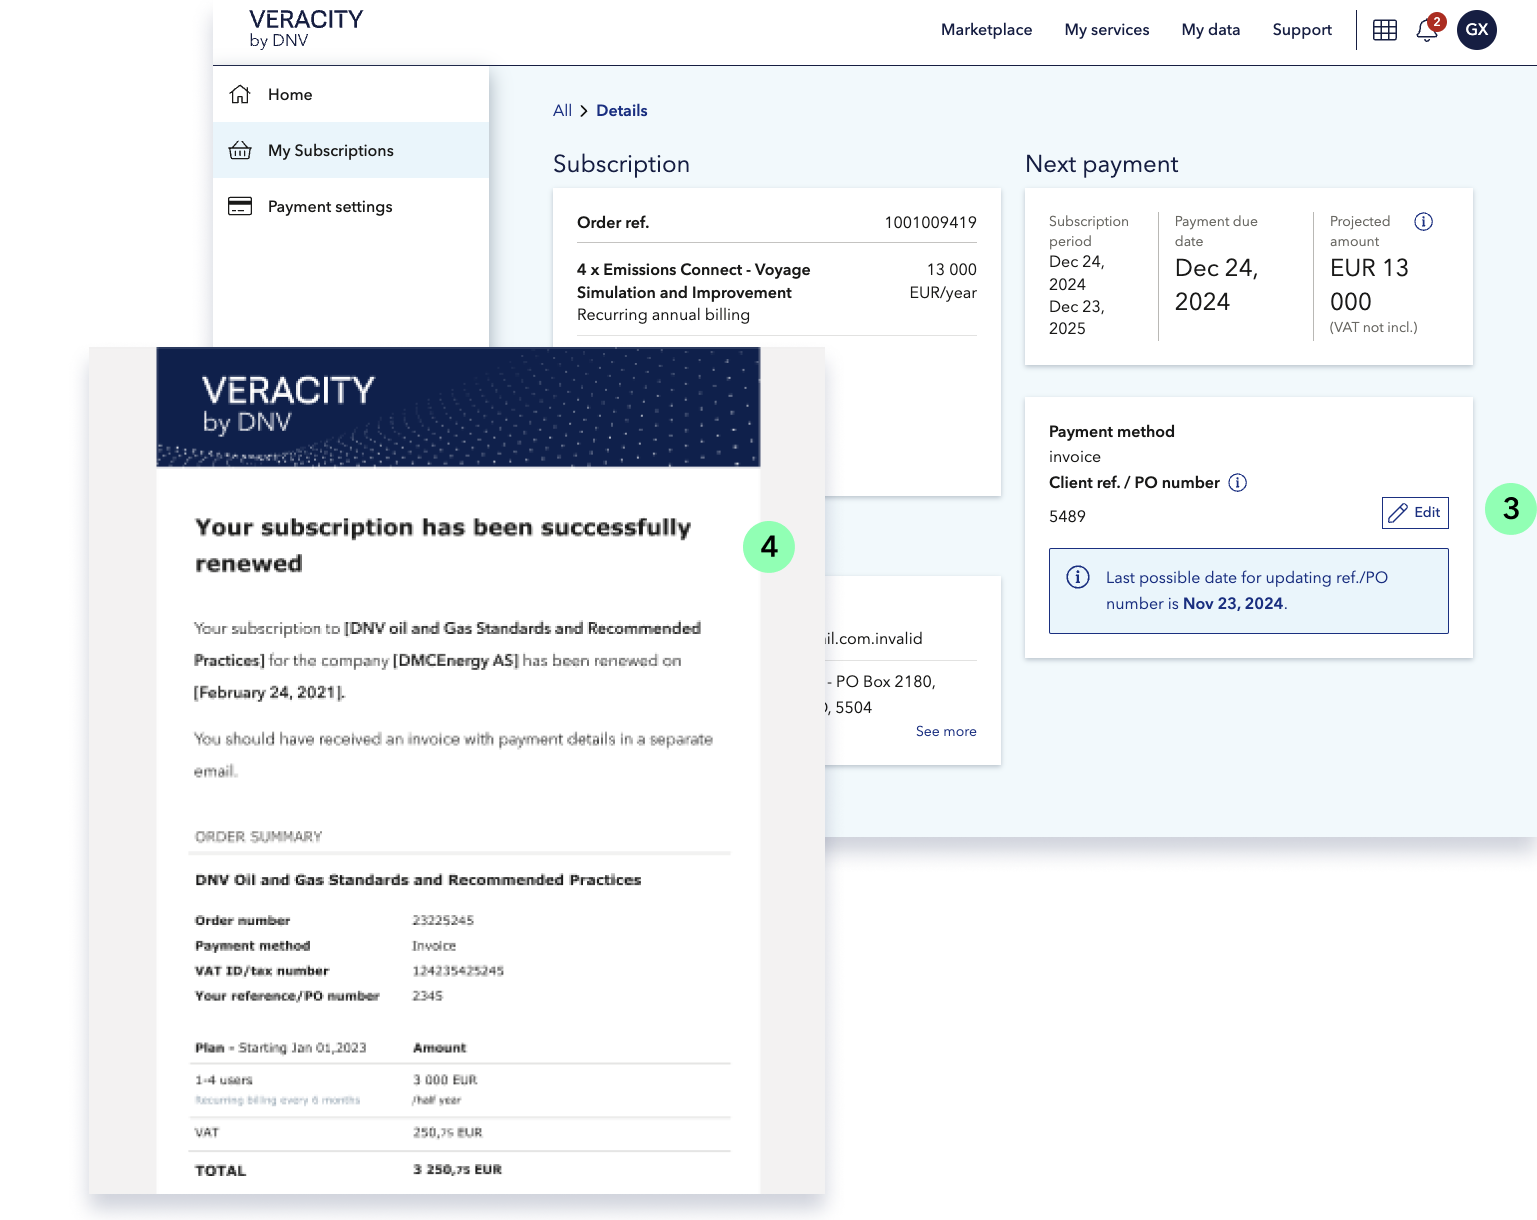 VERACITY
by DNV
Marketplace
My services
My data
Support
2
GX
Home
My Subscriptions
Payment settings
All
Details
Subscription
Order ref.
1001009419
4 x Emissions Connect - Voyage
Simulation and Improvement
Recurring annual billing
13 000
EUR/year
Next payment
Subscription
period
Dec 24,
2024
Dec 23,
2025
Payment due
date
Dec 24,
2024
Projected
amount
EUR 13
000
(VAT not incl.)
Payment method
invoice
Client ref. / PO number
5489
Edit
3
Last possible date for updating ref./PO
number is Nov 23, 2024.
il.com.invalid
- PO Box 2180,
, 5504
See more
VERACITY
by DNV
Your subscription has been successfully
renewed
4
Your subscription to [DNV oil and Gas Standards and Recommended
Practices] for the company [DMCEnergy AS] has been renewed on
[February 24, 2021].
You should have received an invoice with payment details in a separate
email.
ORDER SUMMARY
DNV Oil and Gas Standards and Recommended Practices
Order number 23225245
Payment method Invoice
VAT ID/tax number 124235425245
Your reference/PO number 2345
Plan - Starting Jan 01,2023 Amount
1-4 users 3 000 EUR
Recurring billing every 6 months /half year
VAT 250,75 EUR
TOTAL 3 250,75 EUR